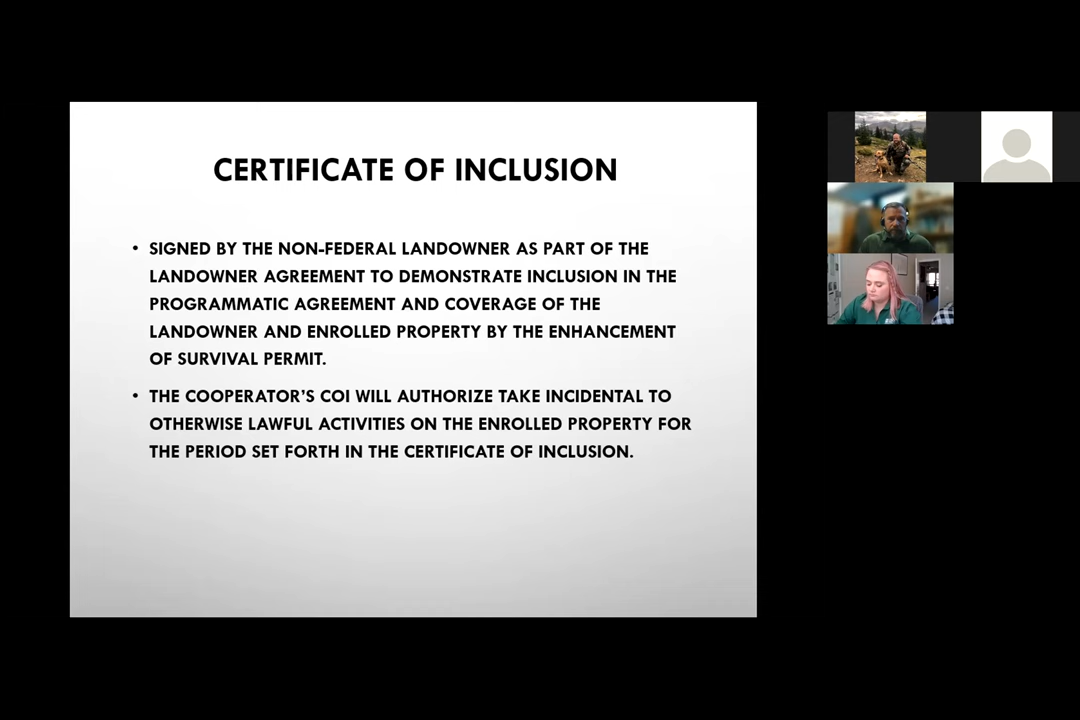 CERTIFICATE OF INCLUSION
• SIGNED BY THE NON-FEDERAL LANDOWNER AS PART OF THE
LANDOWNER AGREEMENT TO DEMONSTRATE INCLUSION IN THE
PROGRAMMATIC AGREEMENT AND COVERAGE OF THE
LANDOWNER AND ENROLLED PROPERTY BY THE ENHANCEMENT
OF SURVIVAL PERMIT.
• THE COOPERATOR'S COI WILL AUTHORIZE TAKE INCIDENTAL TO
OTHERWISE LAWFUL ACTIVITIES ON THE ENROLLED PROPERTY FOR
THE PERIOD SET FORTH IN THE CERTIFICATE OF INCLUSION.